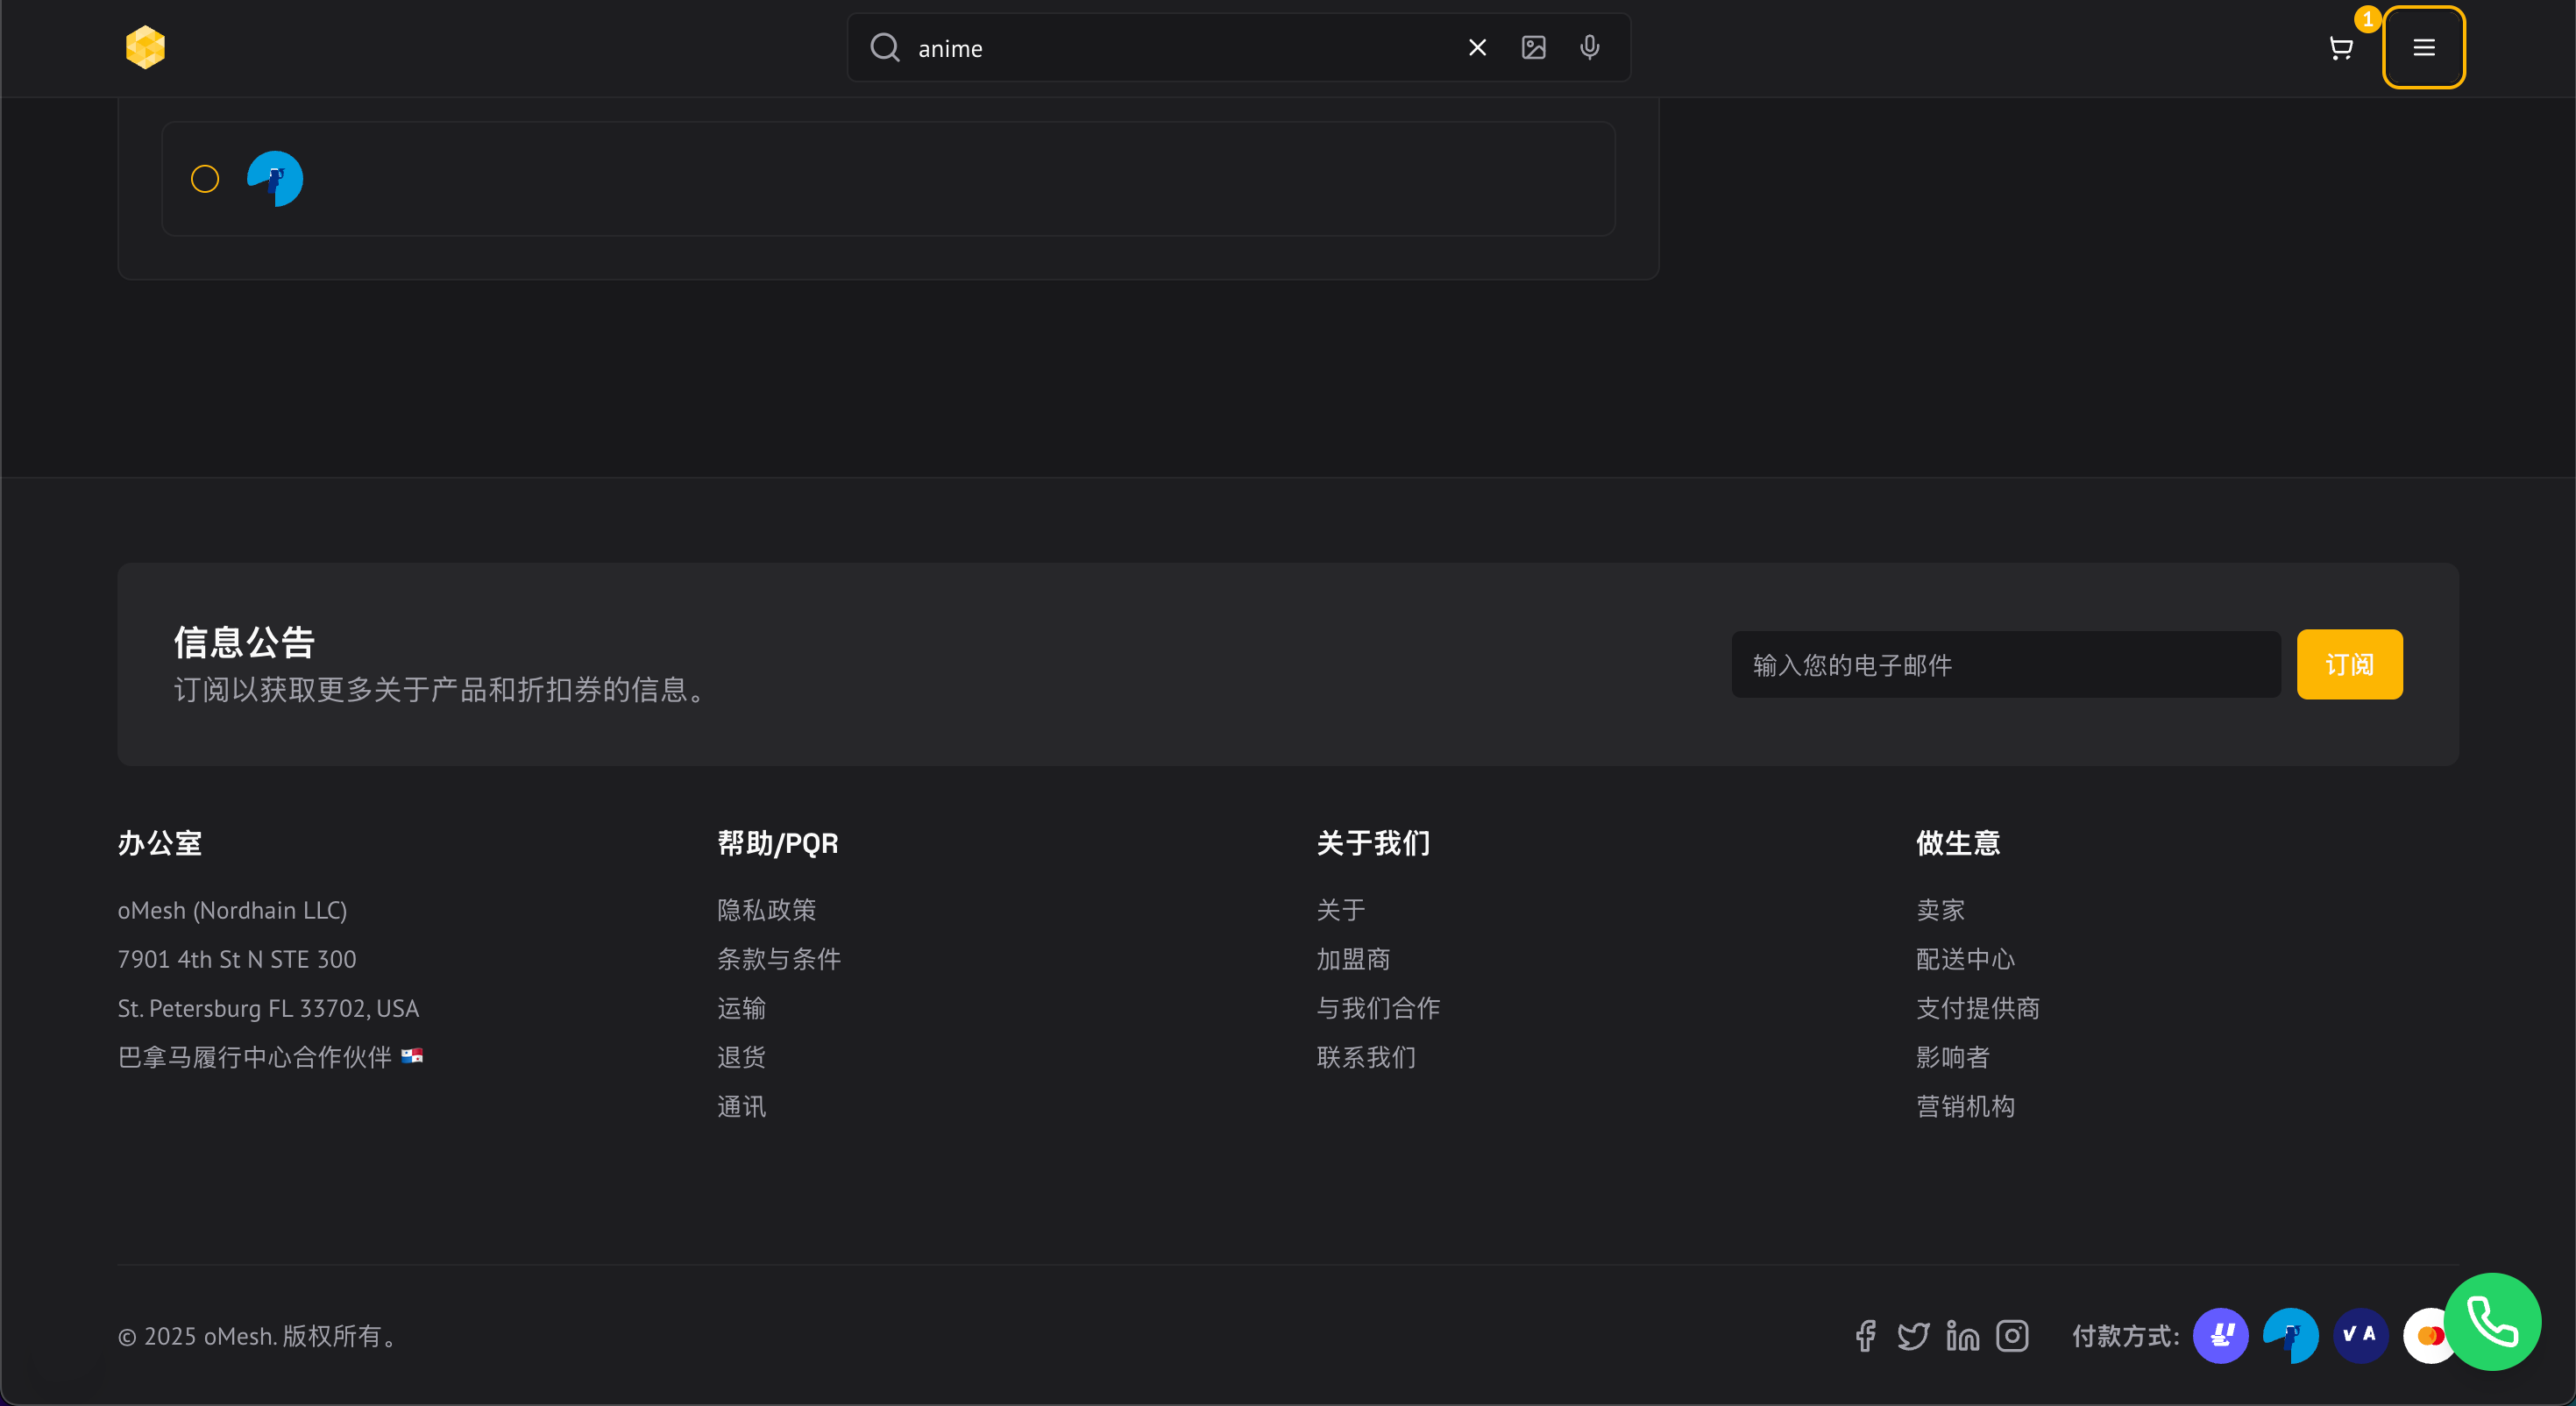 anime
1
信息公告
订阅以获取更多关于产品和折扣券的信息。
输入您的电子邮件
订阅
办公室
oMesh (Nordhain LLC)
7901 4th St N STE 300
St. Petersburg FL 33702, USA
巴拿马履行中心合作伙伴 🇵🇦
帮助/PQR
隐私政策
条款与条件
运输
退货
通讯
关于我们
关于
加盟商
与我们合作
联系我们
做生意
卖家
配送中心
支付提供商
影响者
营销机构
© 2025 oMesh. 版权所有。
付款方式: